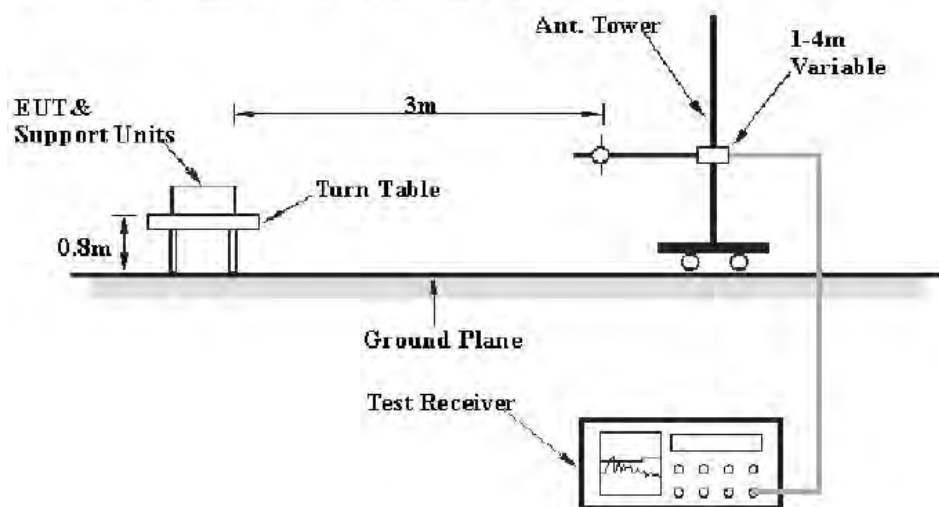 Ant. Tower
1-4m
Variable
3m
EUT&
Support Units
Turn Table
0.8m
Ground Plane
Test Receiver